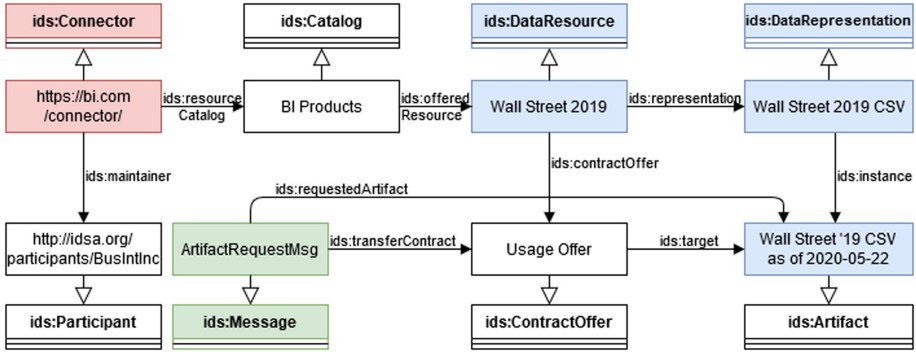 ids:Connector
ids:Catalog
ids:DataResource
ids:DataRepresentation
https://bi.com
/connector/
ids:resource
Catalog
BI Products
ids:offered
Resource
Wall Street 2019
ids:representation
Wall Street 2019 CSV
ids:maintainer
ids:contractOffer
ids:requestedArtifact
ids:instance
http://idsa.org/
participants/BusIntInc
ArtifactRequestMsg
ids:transferContract
Usage Offer
ids:target
Wall Street '19 CSV
as of 2020-05-22
ids:Participant
ids:Message
ids:ContractOffer
ids:Artifact